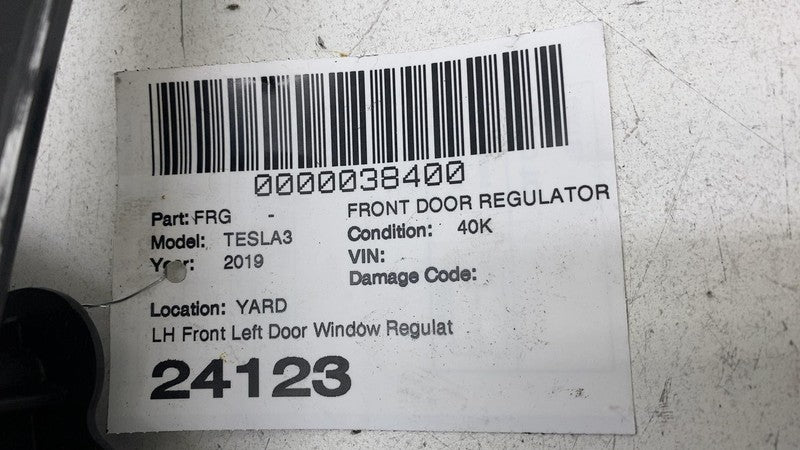 0000038400
Part: FRG - FRONT DOOR REGULATOR
Model: TESLA3 Condition: 40K
Year: 2019 VIN:
Damage Code:
Location: YARD
LH Front Left Door Window Regulat
24123